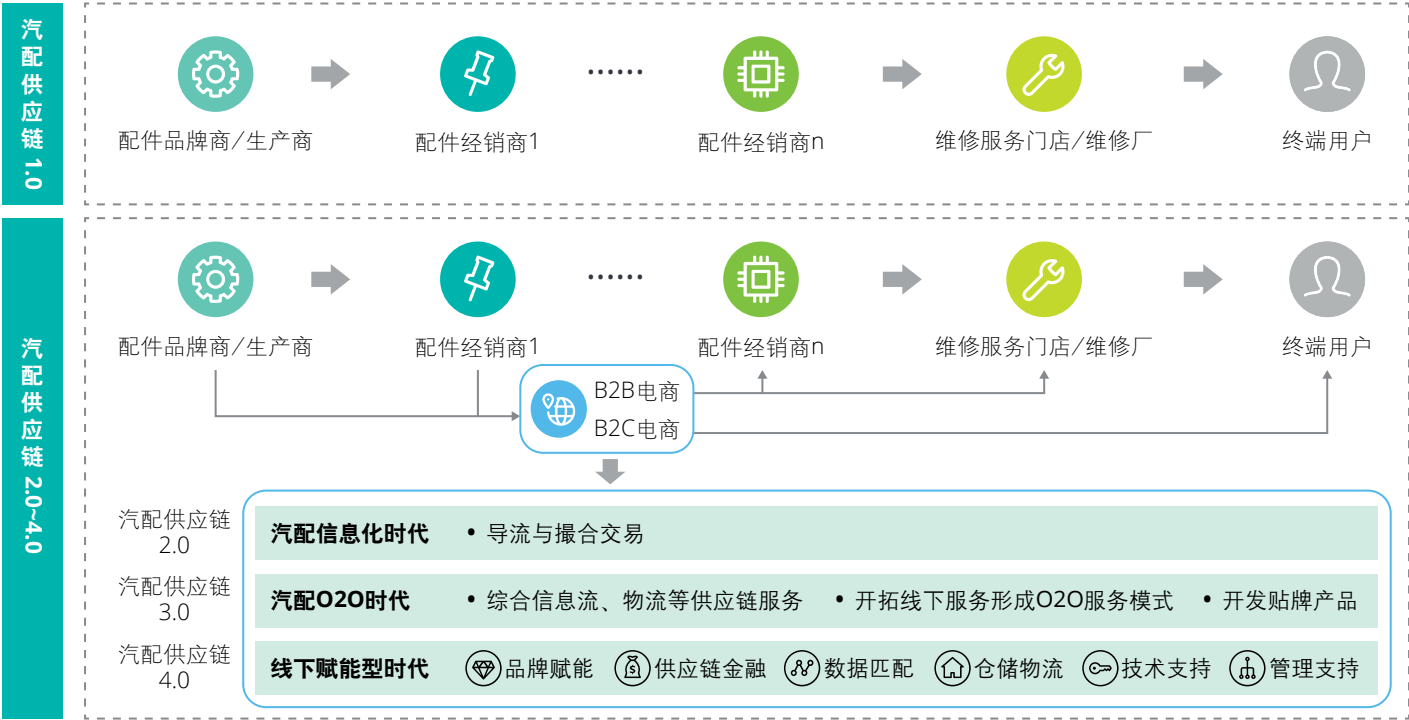 汽配供应链 1.0
配件品牌商/生产商
配件经销商1
······
配件经销商n
维修服务门店/维修厂
终端用户
汽配供应链 2.0~4.0
配件品牌商/生产商
配件经销商1
······
配件经销商n
维修服务门店/维修厂
终端用户
B2B电商
B2C电商
汽配供应链
2.0
汽配信息化时代 • 导流与撮合交易
汽配供应链
3.0
汽配O2O时代 • 综合信息流、物流等供应链服务 • 开拓线下服务形成O2O服务模式 • 开发贴牌产品
汽配供应链
4.0
线下赋能型时代 品牌赋能 供应链金融 数据匹配 仓储物流 技术支持 管理支持